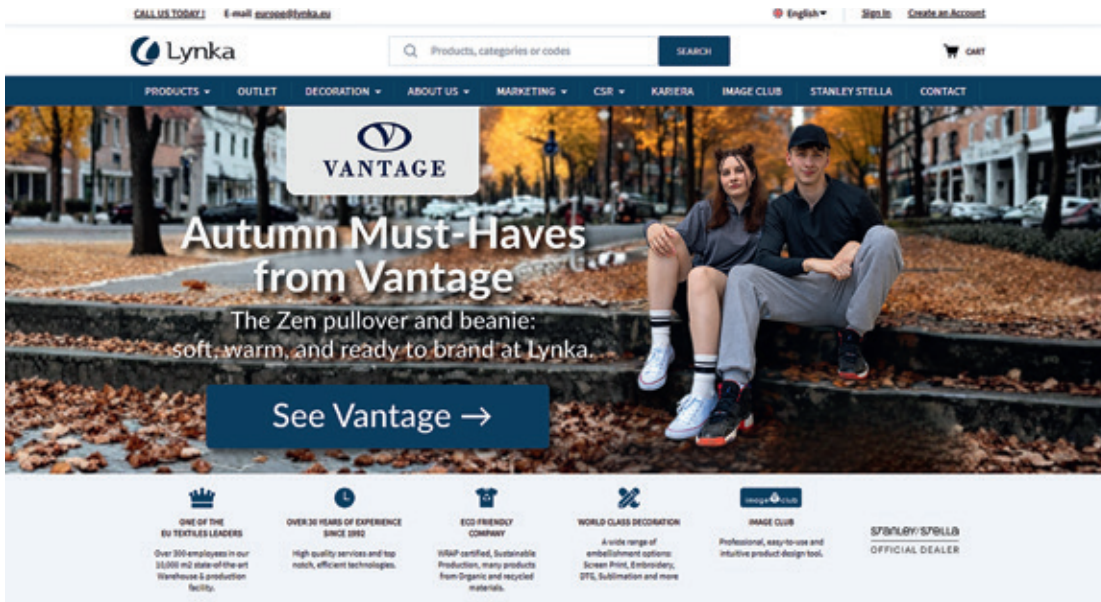 CALL US TODAY! E-mail europe@lynka.eu English Sign In Create an Account
Lynka Products, categories or codes SEARCH CART
PRODUCTS OUTLET DECORATION ABOUT US MARKETING CSR KARIERA IMAGE CLUB STANLEY STELLA CONTACT
V
VANTAGE
Autumn Must-Haves
from Vantage
The Zen pullover and beanie:
soft, warm, and ready to brand at Lynka.
See Vantage →
ONE OF THE
EU TEXTILES LEADERS
Over 300 employees in our
10,000 m2 state-of-the-art
Warehouse & production
facility.
OVER 30 YEARS OF EXPERIENCE
SINCE 1992
High quality services and top
notch, efficient technologies.
ECO FRIENDLY
COMPANY
WRAP certified, Sustainable
Production, many products
from Organic and recycled
materials.
WORLD CLASS DECORATION
A wide range of
embellishment options:
Screen Print, Embroidery,
DTG, Sublimation and more
image club
IMAGE CLUB
Professional, easy-to-use and
intuitive product design tool.
STANLEY/STELLA
OFFICIAL DEALER